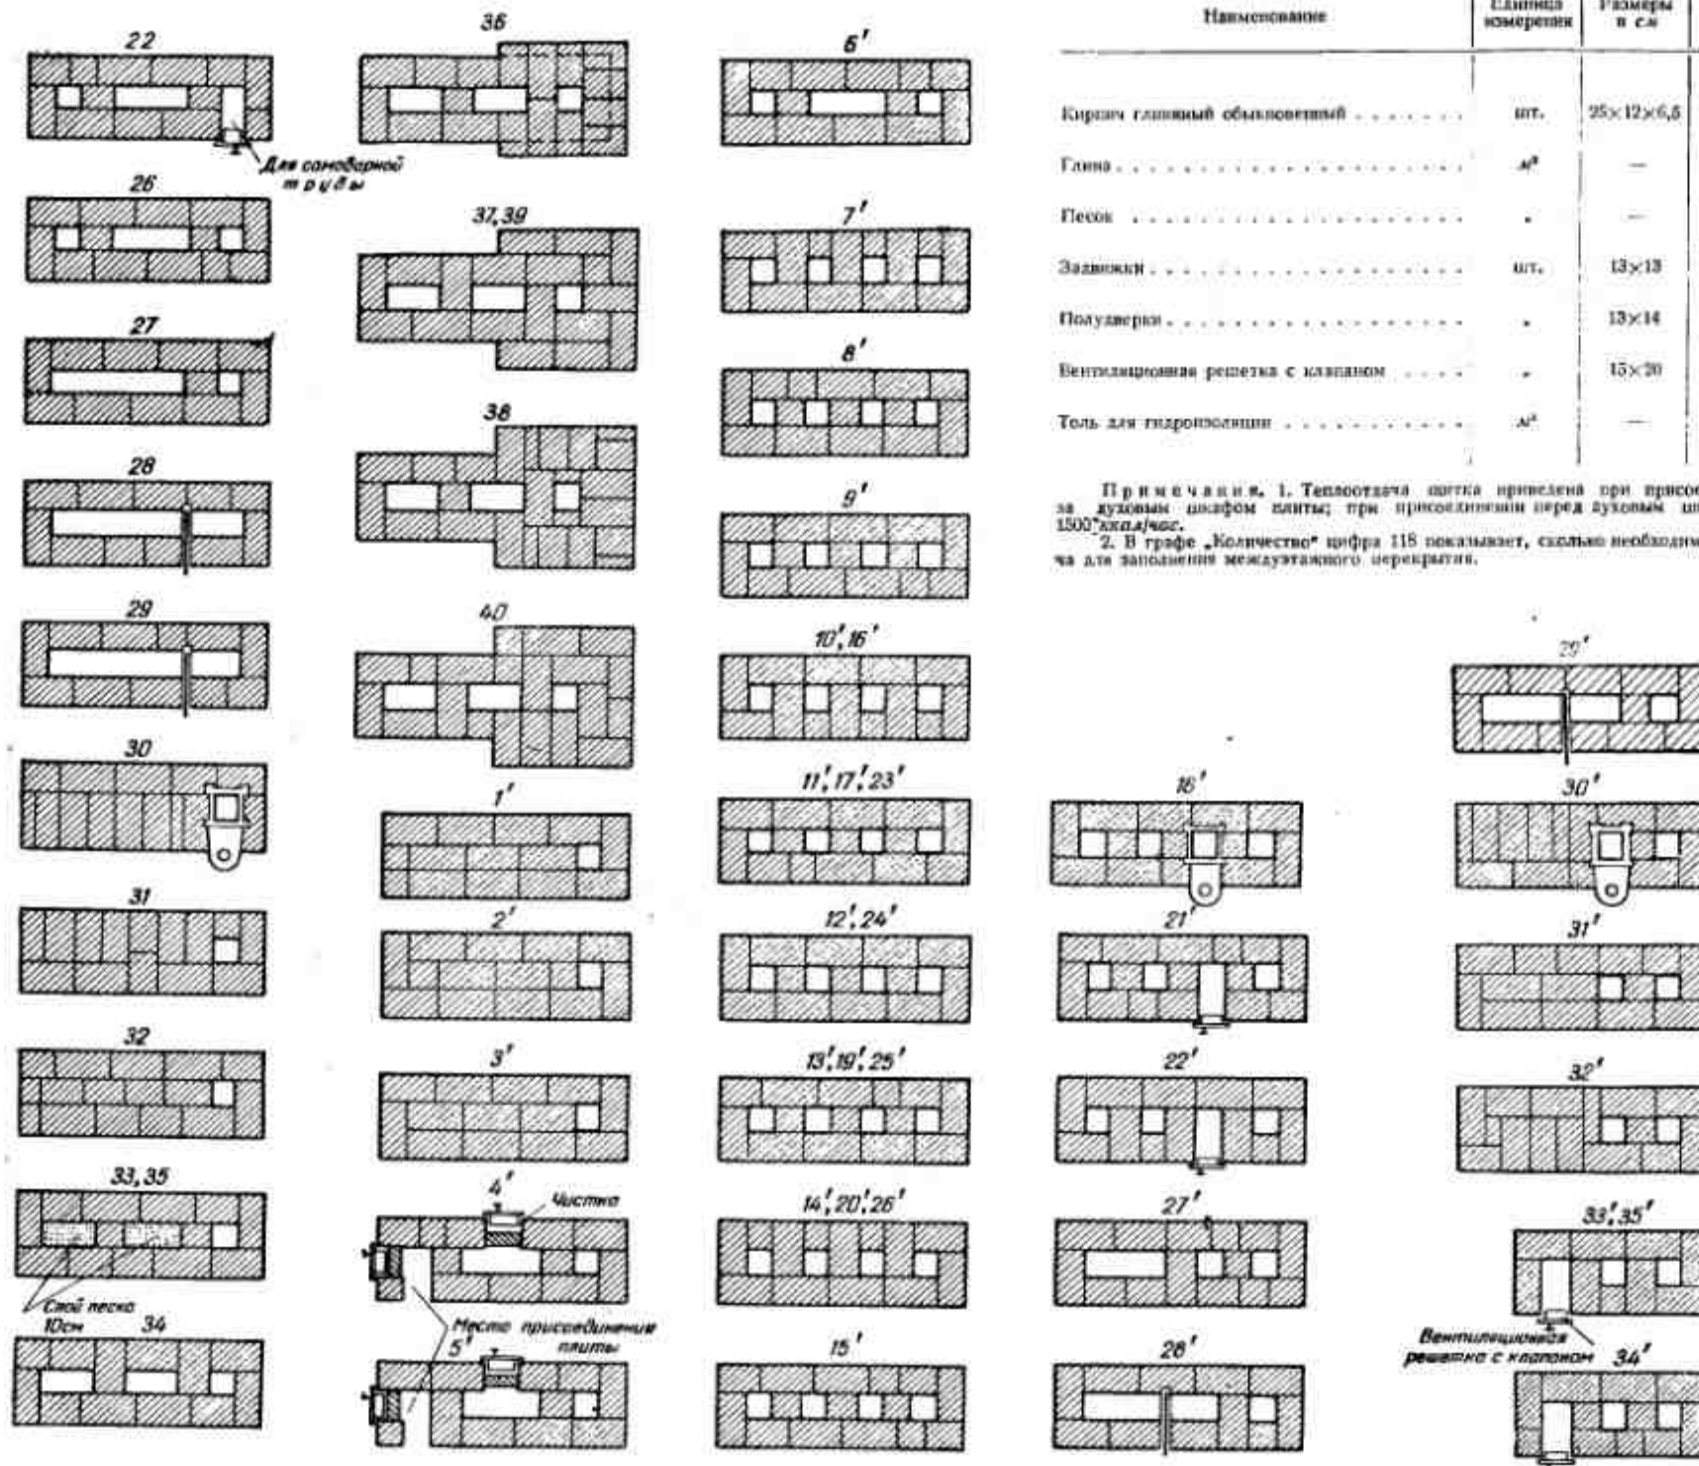 22
Для самоварной
трубы
26
27
28
29
30
31
32
33, 35
Слой песка
10см
34
36
37, 39
38
40
1'
2'
3'
4'
Чистка
Место присоединения
плиты
5'
6'
7'
8'
9'
10', 16'
11', 17', 23'
12', 24'
13', 19', 25'
14', 20', 26'
15'
Наименование
Единица
измерения
Размеры
в см
Кирпич глиняный обыкновенный . . . . . . . шт. 25×12×6,5
Глина . . . . . . . . . . . . . . . . . . . . м³ —
Песок . . . . . . . . . . . . . . . . . . . „ —
Задвижки . . . . . . . . . . . . . . . . . . шт. 13×13
Полудверки . . . . . . . . . . . . . . . . . „ 13×14
Вентиляционная решетка с клапаном . . . . „ 15×20
Толь для гидроизоляции . . . . . . . . . . м² —
Примечания. 1. Теплоотдача щитка приведена при присое
за духовым шкафом плиты; при присоединении перед духовым
1500 ккал/час.
2. В графе „Количество" цифра 118 показывает, сколько необходим
ча для заполнения междуэтажного перекрытия.
18'
21'
22'
27'
28'
29'
30'
31'
32'
33', 35'
Вентиляционная
решетка с клапаном
34'